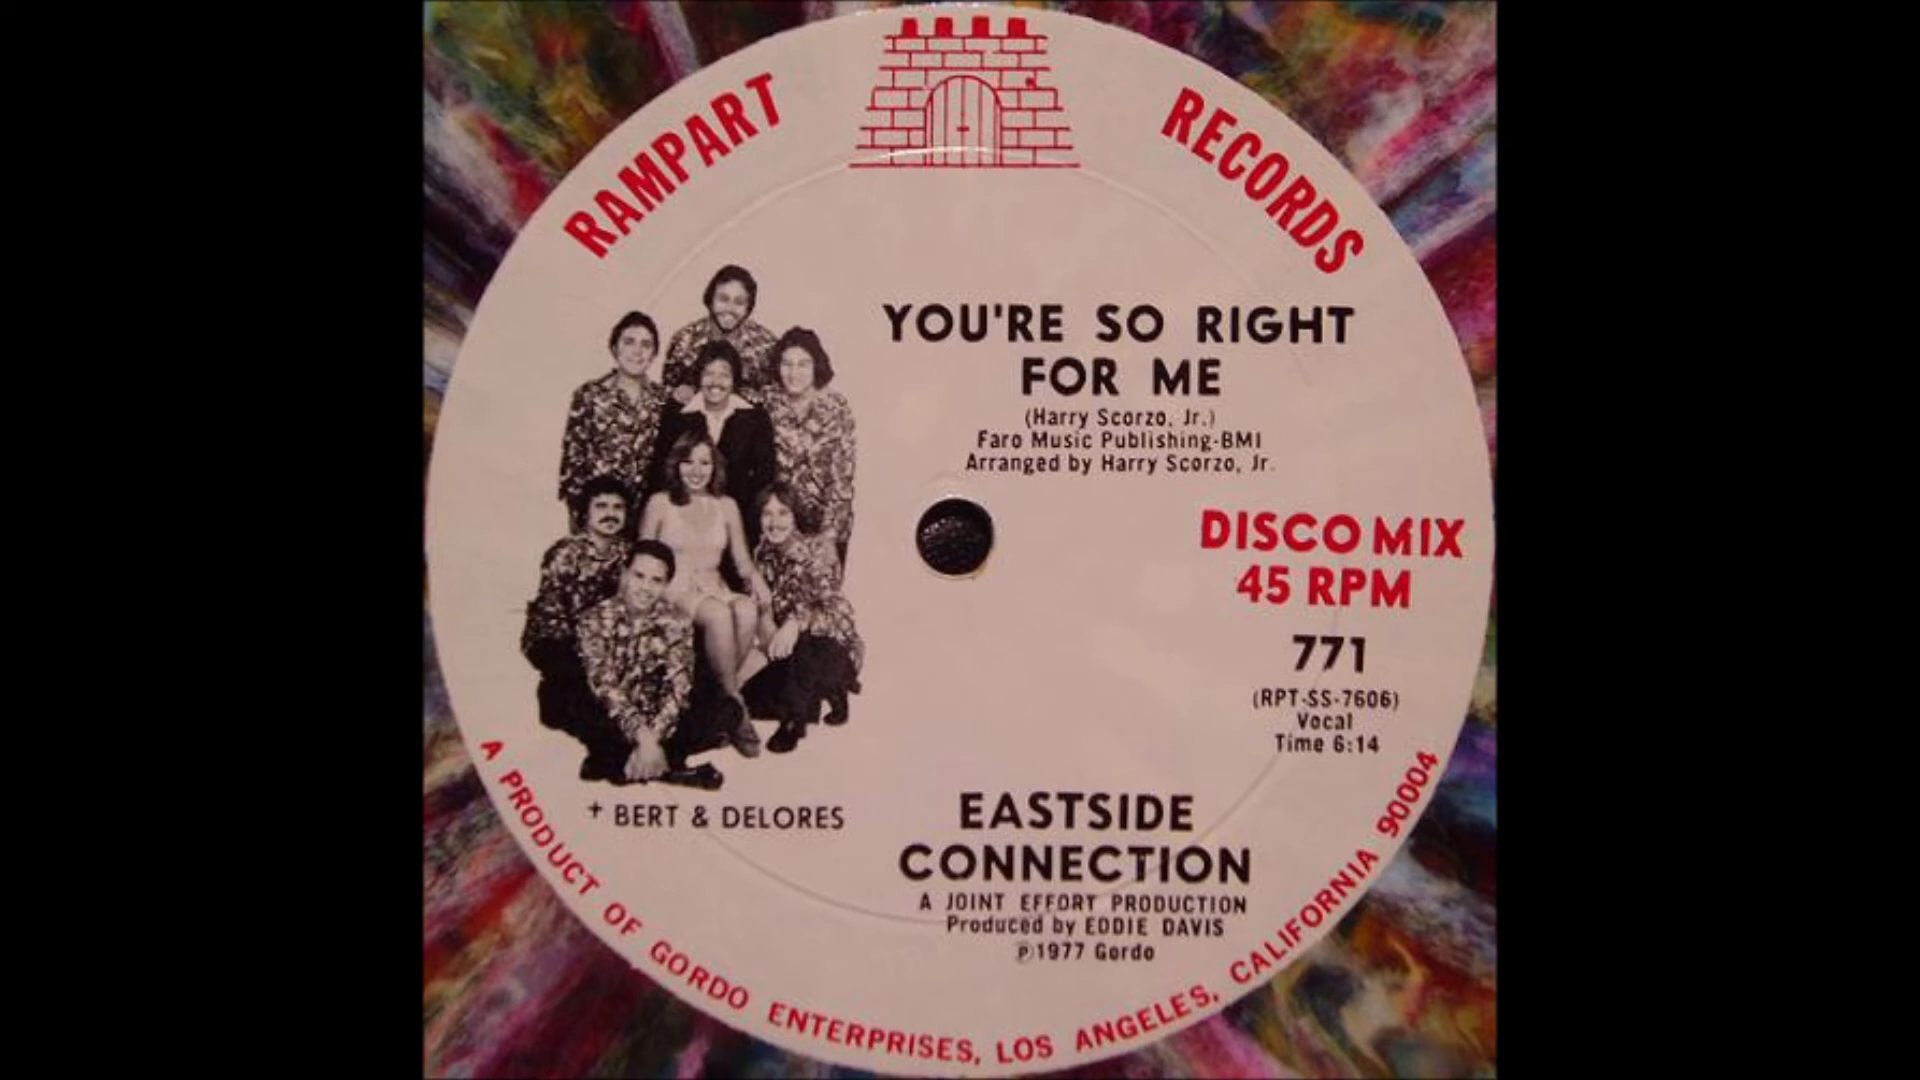 RAMPART RECORDS
YOU'RE SO RIGHT
FOR ME
(Harry Scorzo, Jr.)
Faro Music Publishing-BMI
Arranged by Harry Scorzo, Jr.
DISCO MIX
45 RPM
771
(RPT-SS-7606)
Vocal
Time 6:14
+ BERT & DELORES
EASTSIDE
CONNECTION
A JOINT EFFORT PRODUCTION
Produced by EDDIE DAVIS
℗1977 Gordo
A PRODUCT OF GORDO ENTERPRISES, LOS ANGELES, CALIFORNIA 90004